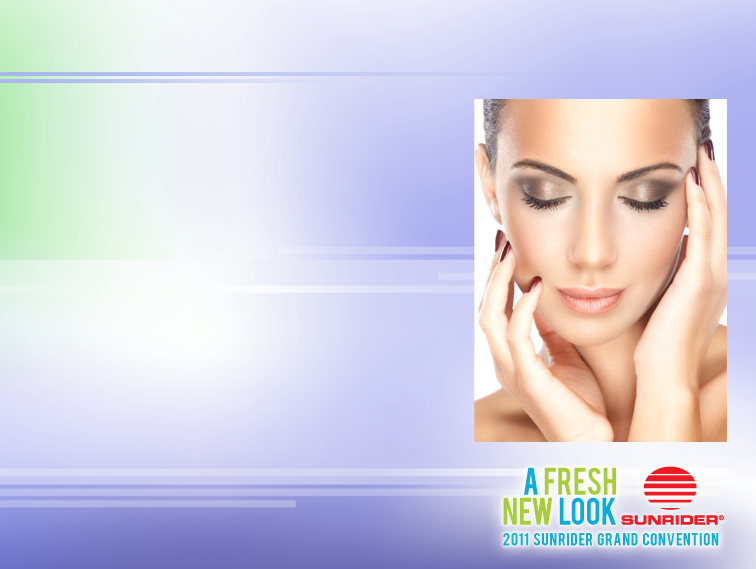 A FRESH
NEW LOOK
SUNRIDER®
2011 SUNRIDER GRAND CONVENTION